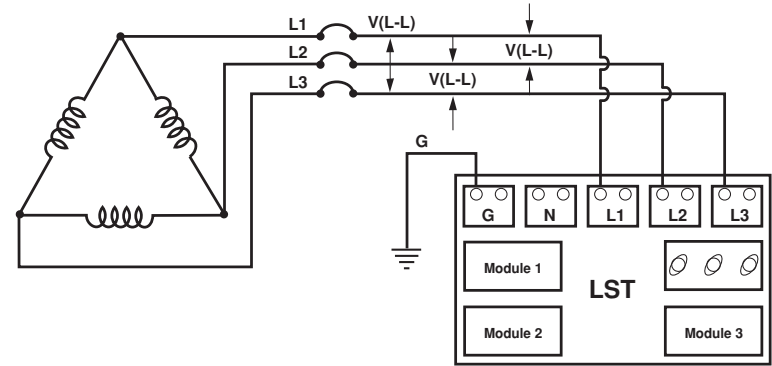 L1
V(L-L)
L2
V(L-L)
L3
V(L-L)
G
G
N
L1
L2
L3
Module 1
LST
Module 2
Module 3